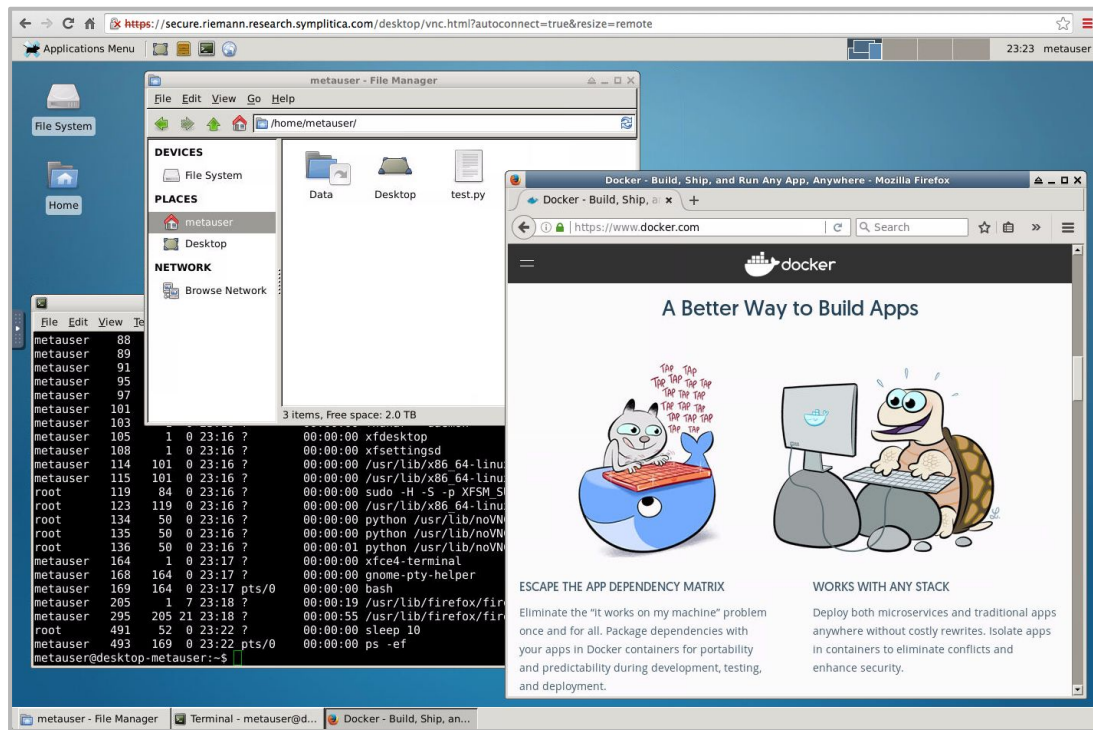 https://secure.riemann.research.symplitica.com/desktop/vnc.html?autoconnect=true&resize=remote
Applications Menu
23:23 metauser
File System
Home
metauser - File Manager
File Edit View Go Help
/home/metauser/
DEVICES
File System
PLACES
metauser
Desktop
NETWORK
Browse Network
Data
Desktop
test.py
3 items, Free space: 2.0 TB
File Edit View
metauser 88
metauser 89
metauser 91
metauser 95
metauser 97
metauser 101
metauser 103
metauser 105 1 0 23:16 ? 00:00:00 xfdesktop
metauser 108 1 0 23:16 ? 00:00:00 xfsettingsd
metauser 114 101 0 23:16 ? 00:00:00 /usr/lib/x86_64-linu
metauser 115 101 0 23:16 ? 00:00:00 /usr/lib/x86_64-linu
root 119 84 0 23:16 ? 00:00:00 sudo -H -S -p XFSM_S
root 123 119 0 23:16 ? 00:00:00 /usr/lib/x86_64-linu
root 134 50 0 23:16 ? 00:00:00 python /usr/lib/noVN
root 135 50 0 23:16 ? 00:00:00 python /usr/lib/noVN
root 136 50 0 23:16 ? 00:00:01 python /usr/lib/noVN
metauser 164 1 0 23:17 ? 00:00:00 xfce4-terminal
metauser 168 164 0 23:17 ? 00:00:00 gnome-pty-helper
metauser 169 164 0 23:17 pts/0 00:00:00 bash
metauser 205 1 7 23:18 ? 00:00:19 /usr/lib/firefox/fir
metauser 295 205 21 23:18 ? 00:00:55 /usr/lib/firefox/fir
root 491 52 0 23:22 ? 00:00:00 sleep 10
metauser 493 169 0 23:22 pts/0 00:00:00 ps -ef
metauser@desktop-metauser:~$
Docker - Build, Ship, and Run Any App, Anywhere - Mozilla Firefox
Docker - Build, Ship, a
https://www.docker.com
Search
docker
A Better Way to Build Apps
TAP TAP
TAP TAP TAP TAP
TAP TAP TAP
TAP TAP TAP
TAP TAP TAP
TAP TAP
TAP
ESCAPE THE APP DEPENDENCY MATRIX
Eliminate the “it works on my machine” problem
once and for all. Package dependencies with
your apps in Docker containers for portability
and predictability during development, testing,
and deployment.
WORKS WITH ANY STACK
Deploy both microservices and traditional apps
anywhere without costly rewrites. Isolate apps
in containers to eliminate conflicts and
enhance security.
metauser - File Manager
Terminal - metauser@d...
Docker - Build, Ship, an...